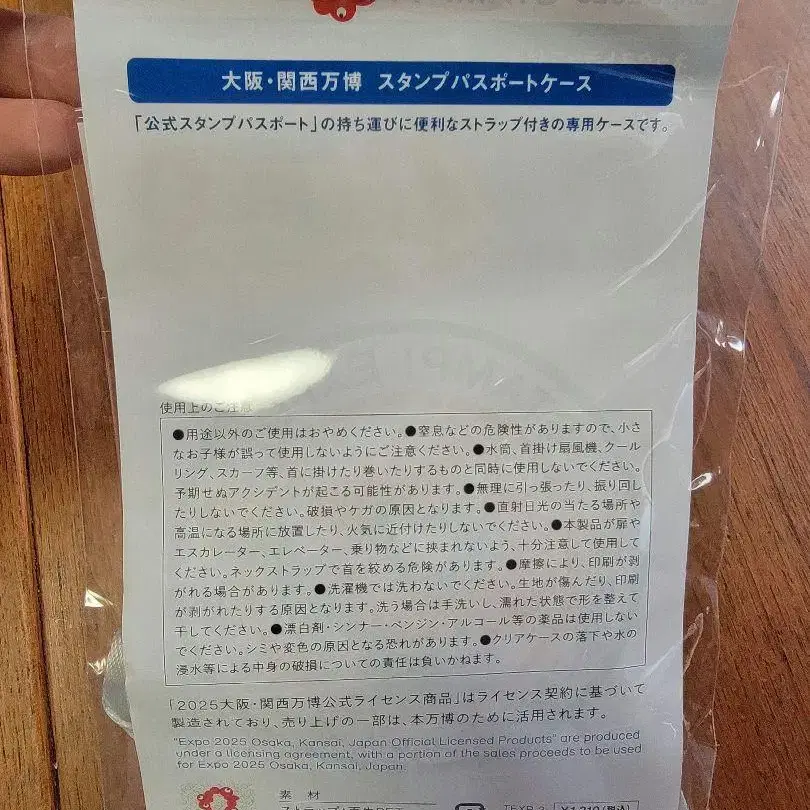 大阪・関西万博 スタンプパスポートケース
「公式スタンプパスポート」の持ち運びに便利なストラップ付きの専用ケースです。
使用上のご注意
●用途以外のご使用はおやめください。●窒息などの危険性がありますので、小さ
なお子様が誤って使用しないようにご注意ください。●水筒、首掛け扇風機、クール
リング、スカーフ等、首に掛けたり巻いたりするものと同時に使用しないでください。
予期せぬアクシデントが起こる可能性があります。●無理に引っ張ったり、振り回し
たりしないでください。破損やケガの原因となります。●直射日光の当たる場所や
高温になる場所に放置したり、火気に近付けたりしないでください。●本製品が扉や
エスカレーター、エレベーター、乗り物などに挟まれないよう、十分注意して使用して
ください。ネックストラップで首を絞める危険があります。●摩擦により、印刷が剥
がれる場合があります。●洗濯機では洗わないでください。生地が傷んだり、印刷
が剥がれたりする原因となります。洗う場合は手洗いし、濡れた状態で形を整えて
干してください。●漂白剤・シンナー・ベンジン・アルコール等の薬品は使用しない
でください。シミや変色の原因となる恐れがあります。●クリアケースの落下や水の
浸水等による中身の破損についての責任は負いかねます。
「2025大阪・関西万博公式ライセンス商品」はライセンス契約に基づいて
製造されており、売り上げの一部は、本万博のために活用されます。
"Expo 2025 Osaka, Kansai, Japan Official Licensed Products" are produced
under a licensing agreement, with a portion of the sales proceeds to be used
for Expo 2025 Osaka, Kansai, Japan.
素 材